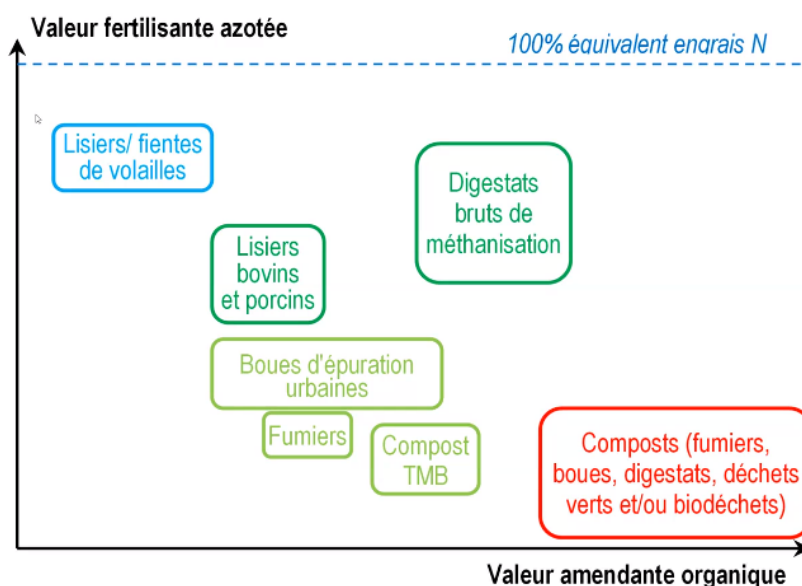 Valeur fertilisante azotée
100% équivalent engrais N
Lisiers/ fientes
de volailles
Digestats
bruts de
méthanisation
Lisiers
bovins
et porcins
Boues d'épuration
urbaines
Fumiers
Compost
TMB
Composts (fumiers,
boues, digestats, déchets
verts et/ou biodéchets)
Valeur amendante organique